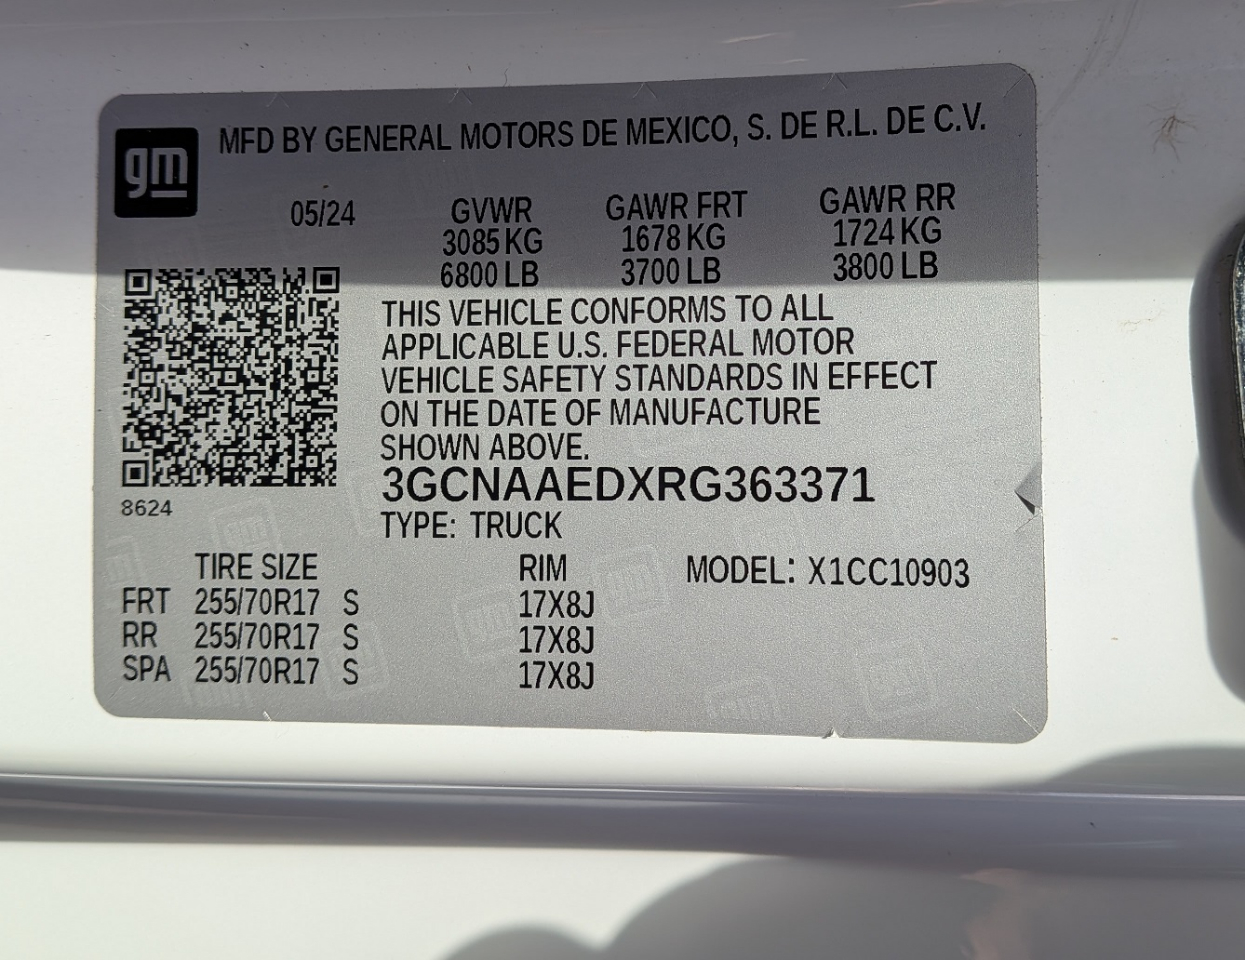 gm MFD BY GENERAL MOTORS DE MEXICO, S. DE R.L. DE C.V.
05/24 GVWR GAWR FRT GAWR RR
3085 KG 1678 KG 1724 KG
6800 LB 3700 LB 3800 LB
THIS VEHICLE CONFORMS TO ALL
APPLICABLE U.S. FEDERAL MOTOR
VEHICLE SAFETY STANDARDS IN EFFECT
ON THE DATE OF MANUFACTURE
SHOWN ABOVE.
3GCNAAEDXRG363371
8624
TYPE: TRUCK
TIRE SIZE RIM MODEL: X1CC10903
FRT 255/70R17 S 17X8J
RR 255/70R17 S 17X8J
SPA 255/70R17 S 17X8J